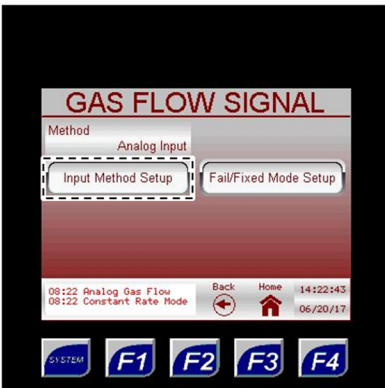 GAS FLOW SIGNAL
Method
Analog Input
Input Method Setup
Fail/Fixed Mode Setup
08:22 Analog Gas Flow
08:22 Constant Rate Mode
Back
Home
14:22:43
06/20/17
SYSTEM
F1
F2
F3
F4